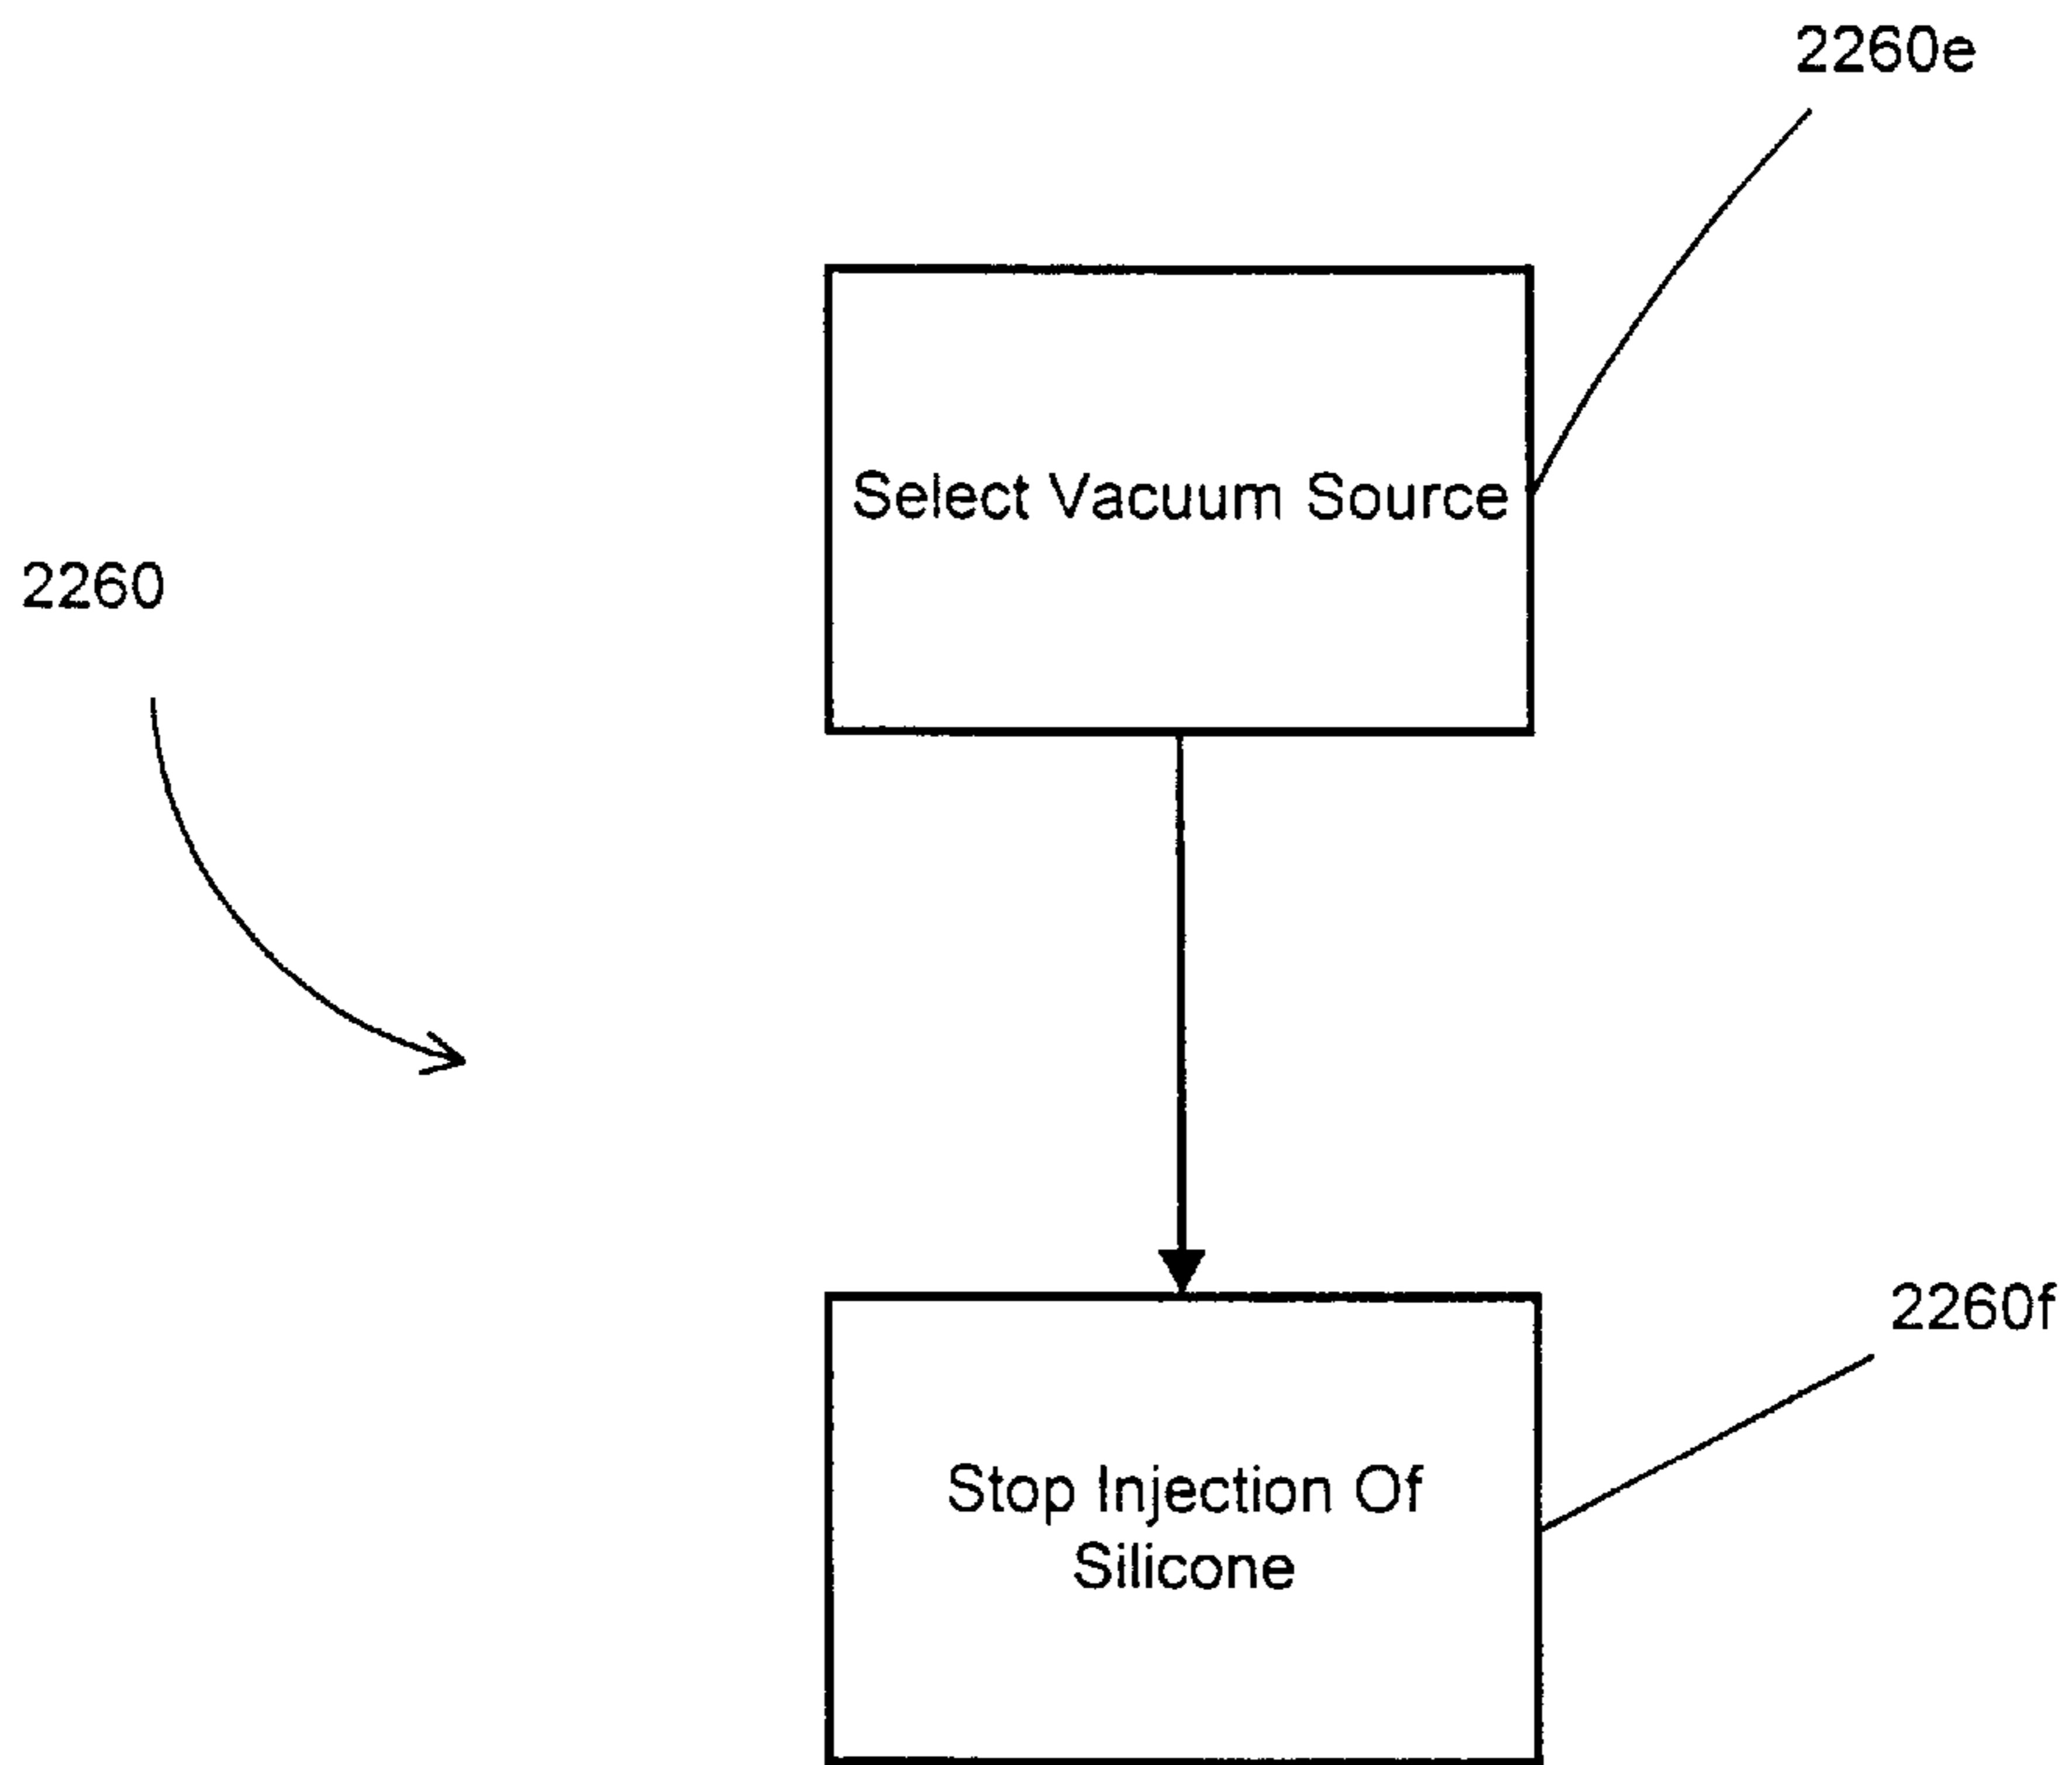 2260e
Select Vacuum Source
2260
2260f
Stop Injection Of
Silicone